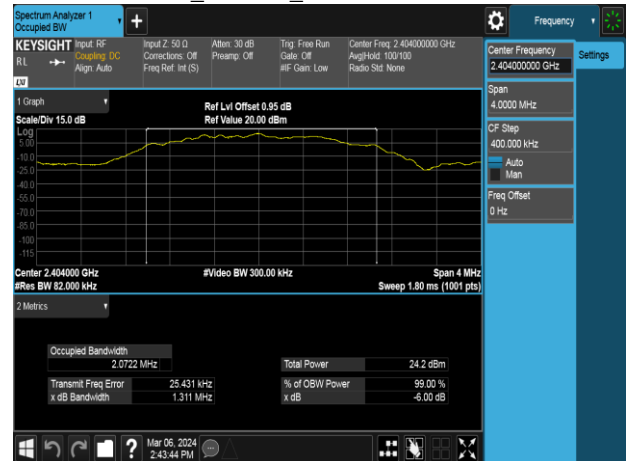 Spectrum Analyzer 1
Occupied BW
Frequency
KEYSIGHT
R L
LXI
Input: RF
Coupling: DC
Align: Auto
Input Z: 50 Ω
Corrections: Off
Freq Ref: Int (S)
Atten: 30 dB
Preamp: Off
Trig: Free Run
Gate: Off
#IF Gain: Low
Center Freq: 2.404000000 GHz
Avg|Hold: 100/100
Radio Std: None
Center Frequency
2.404000000 GHz
Settings
Span
4.0000 MHz
CF Step
400.000 kHz
Auto
Man
Freq Offset
0 Hz
1 Graph
Scale/Div 15.0 dB
Ref Lvl Offset 0.95 dB
Ref Value 20.00 dBm
Log
5.00
-10.0
-25.0
-40.0
-55.0
-70.0
-85.0
-100
-115
Center 2.404000 GHz
#Video BW 300.00 kHz
Span 4 MHz
#Res BW 82.000 kHz
Sweep 1.80 ms (1001 pts)
2 Metrics
Occupied Bandwidth
2.0722 MHz
Total Power 24.2 dBm
Transmit Freq Error 25.431 kHz
% of OBW Power 99.00 %
x dB Bandwidth 1.311 MHz
x dB -6.00 dB
?
Mar 06, 2024
2:43:44 PM